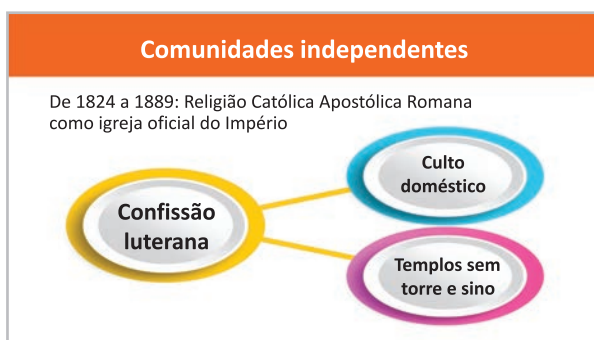 Comunidades independentes
De 1824 a 1889: Religião Católica Apostólica Romana
como igreja oficial do Império
Confissão
luterana
Culto
doméstico
Templos sem
torre e sino